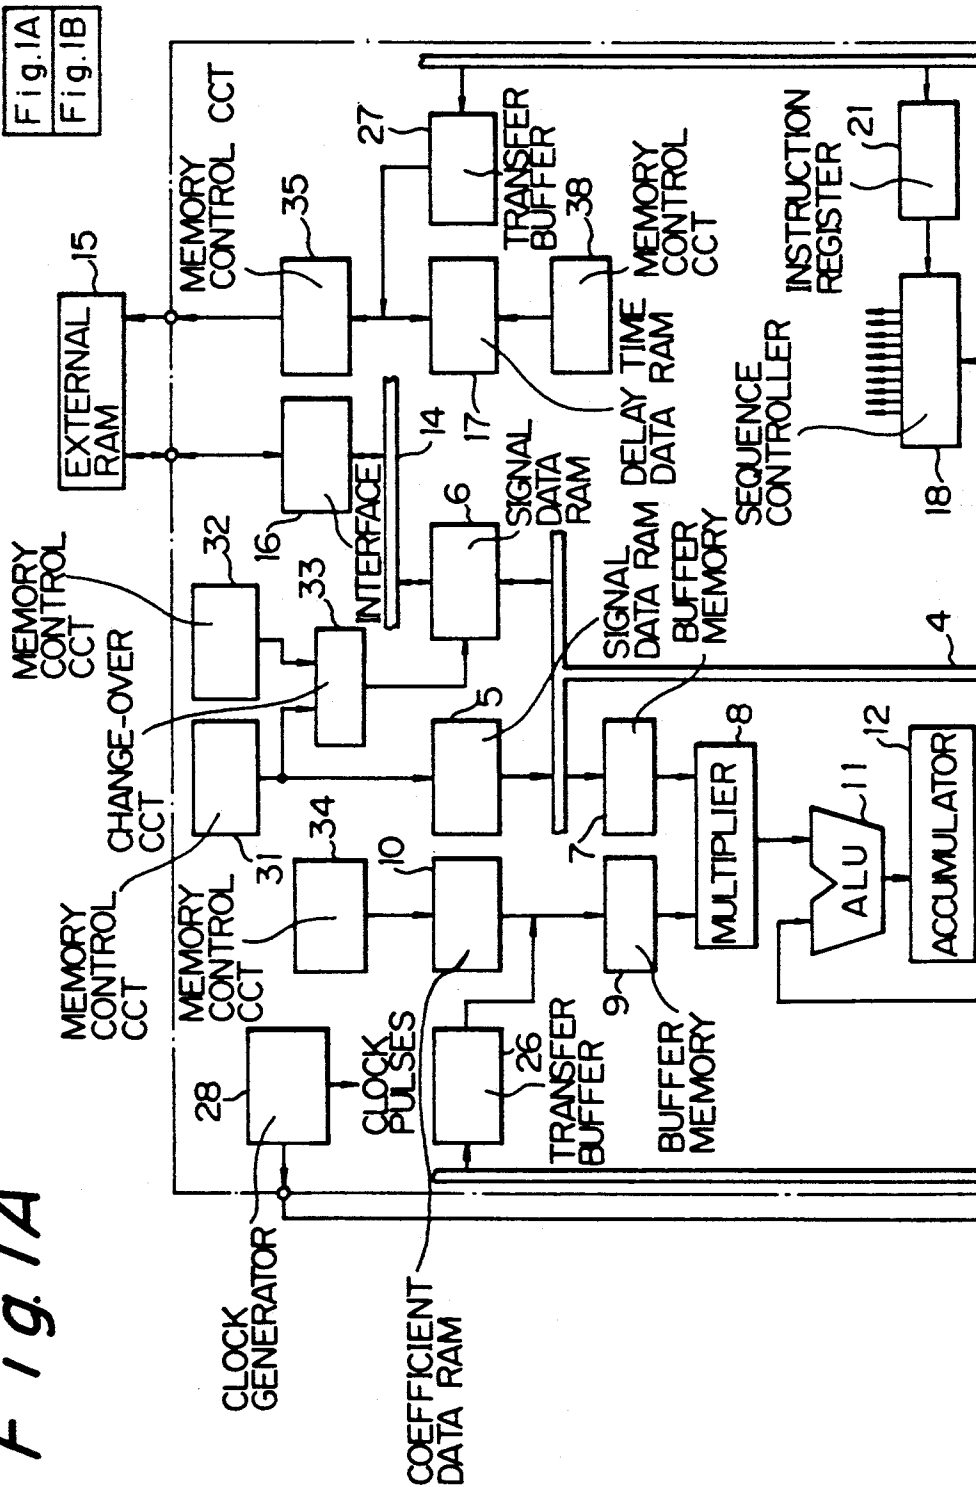 Fig. 1A
Fig. 1A
Fig. 1B
EXTERNAL
RAM
15
MEMORY
CONTROL CCT
35
27
TRANSFER
BUFFER
38
MEMORY
CONTROL
CCT
17
DELAY TIME
DATA RAM
16
INTERFACE
14
6
SIGNAL
DATA
RAM
MEMORY
CONTROL
CCT
32
33
CHANGE-OVER
CCT
MEMORY
CONTROL
CCT
31
5
SIGNAL
DATA RAM
MEMORY
CONTROL
CCT
34
10
COEFFICIENT
DATA RAM
CLOCK
GENERATOR
28
CLOCK
PULSES
26
TRANSFER
BUFFER
9
BUFFER
MEMORY
7
BUFFER
MEMORY
MULTIPLIER
8
4
ALU
11
ACCUMULATOR
12
SEQUENCE
CONTROLLER
18
INSTRUCTION
REGISTER
21